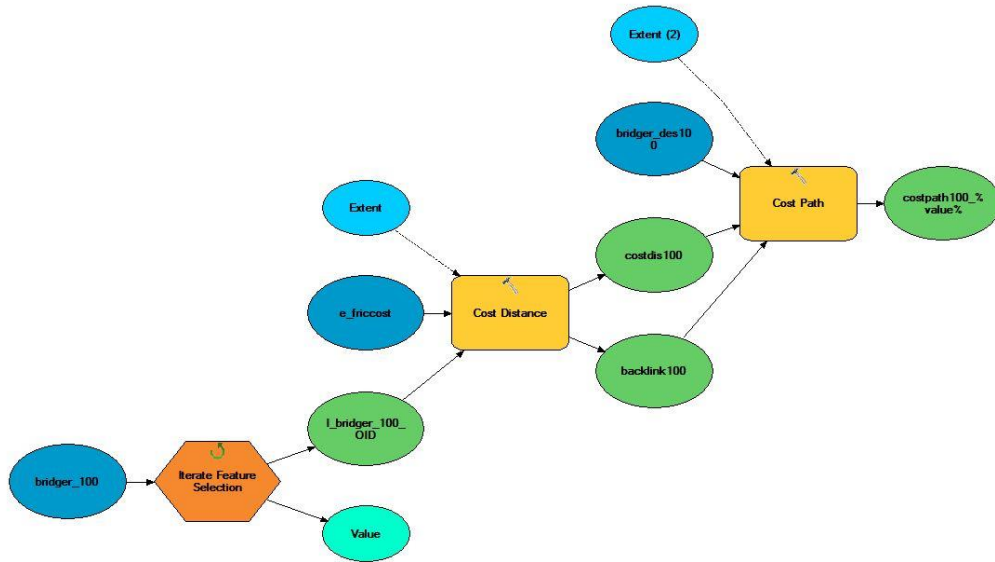 Extent (2)
bridger_des10
0
Cost Path
costpath100_%
value%
Extent
costdis100
e_friccost
Cost Distance
backlink100
I_bridger_100_
OID
bridger_100
Iterate Feature
Selection
Value